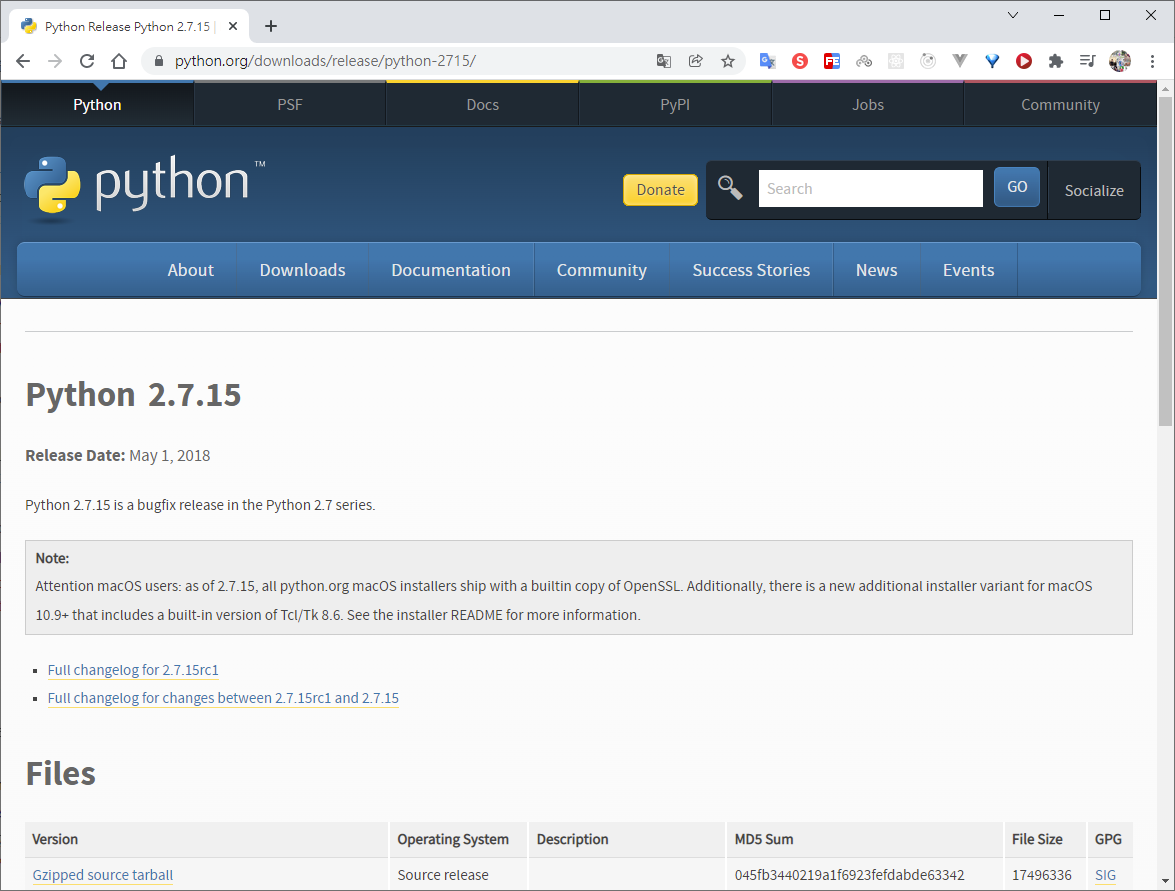 Python Release Python 2.7.15 |
python.org/downloads/release/python-2715/
Python PSF Docs PyPI Jobs Community
python™
Donate Search GO Socialize
About Downloads Documentation Community Success Stories News Events
Python 2.7.15
Release Date: May 1, 2018
Python 2.7.15 is a bugfix release in the Python 2.7 series.
Note:
Attention macOS users: as of 2.7.15, all python.org macOS installers ship with a builtin copy of OpenSSL. Additionally, there is a new additional installer variant for macOS
10.9+ that includes a built-in version of Tcl/Tk 8.6. See the installer README for more information.
Full changelog for 2.7.15rc1
Full changelog for changes between 2.7.15rc1 and 2.7.15
Files
Version Operating System Description MD5 Sum File Size GPG
Gzipped source tarball Source release 045fb3440219a1f6923fefdabde63342 17496336 SIG